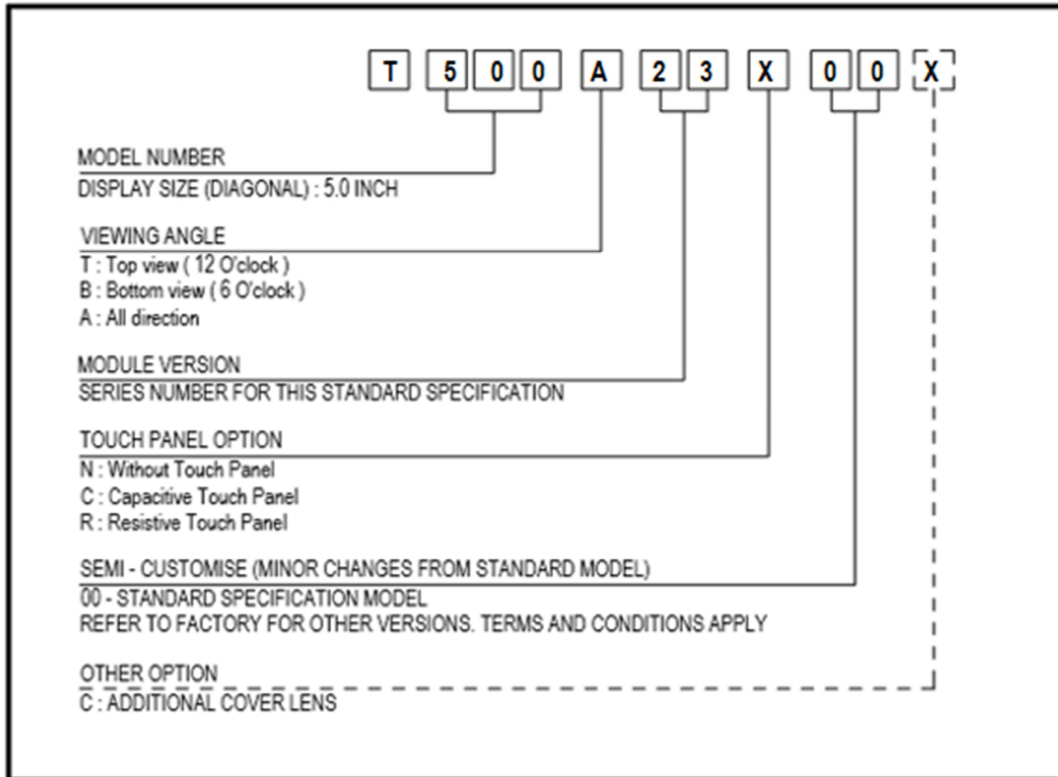 T 5 0 0 A 2 3 X 0 0 X
MODEL NUMBER
DISPLAY SIZE (DIAGONAL) : 5.0 INCH
VIEWING ANGLE
T : Top view ( 12 O'clock )
B : Bottom view ( 6 O'clock )
A : All direction
MODULE VERSION
SERIES NUMBER FOR THIS STANDARD SPECIFICATION
TOUCH PANEL OPTION
N : Without Touch Panel
C : Capacitive Touch Panel
R : Resistive Touch Panel
SEMI - CUSTOMISE (MINOR CHANGES FROM STANDARD MODEL)
00 - STANDARD SPECIFICATION MODEL
REFER TO FACTORY FOR OTHER VERSIONS. TERMS AND CONDITIONS APPLY
OTHER OPTION
C : ADDITIONAL COVER LENS